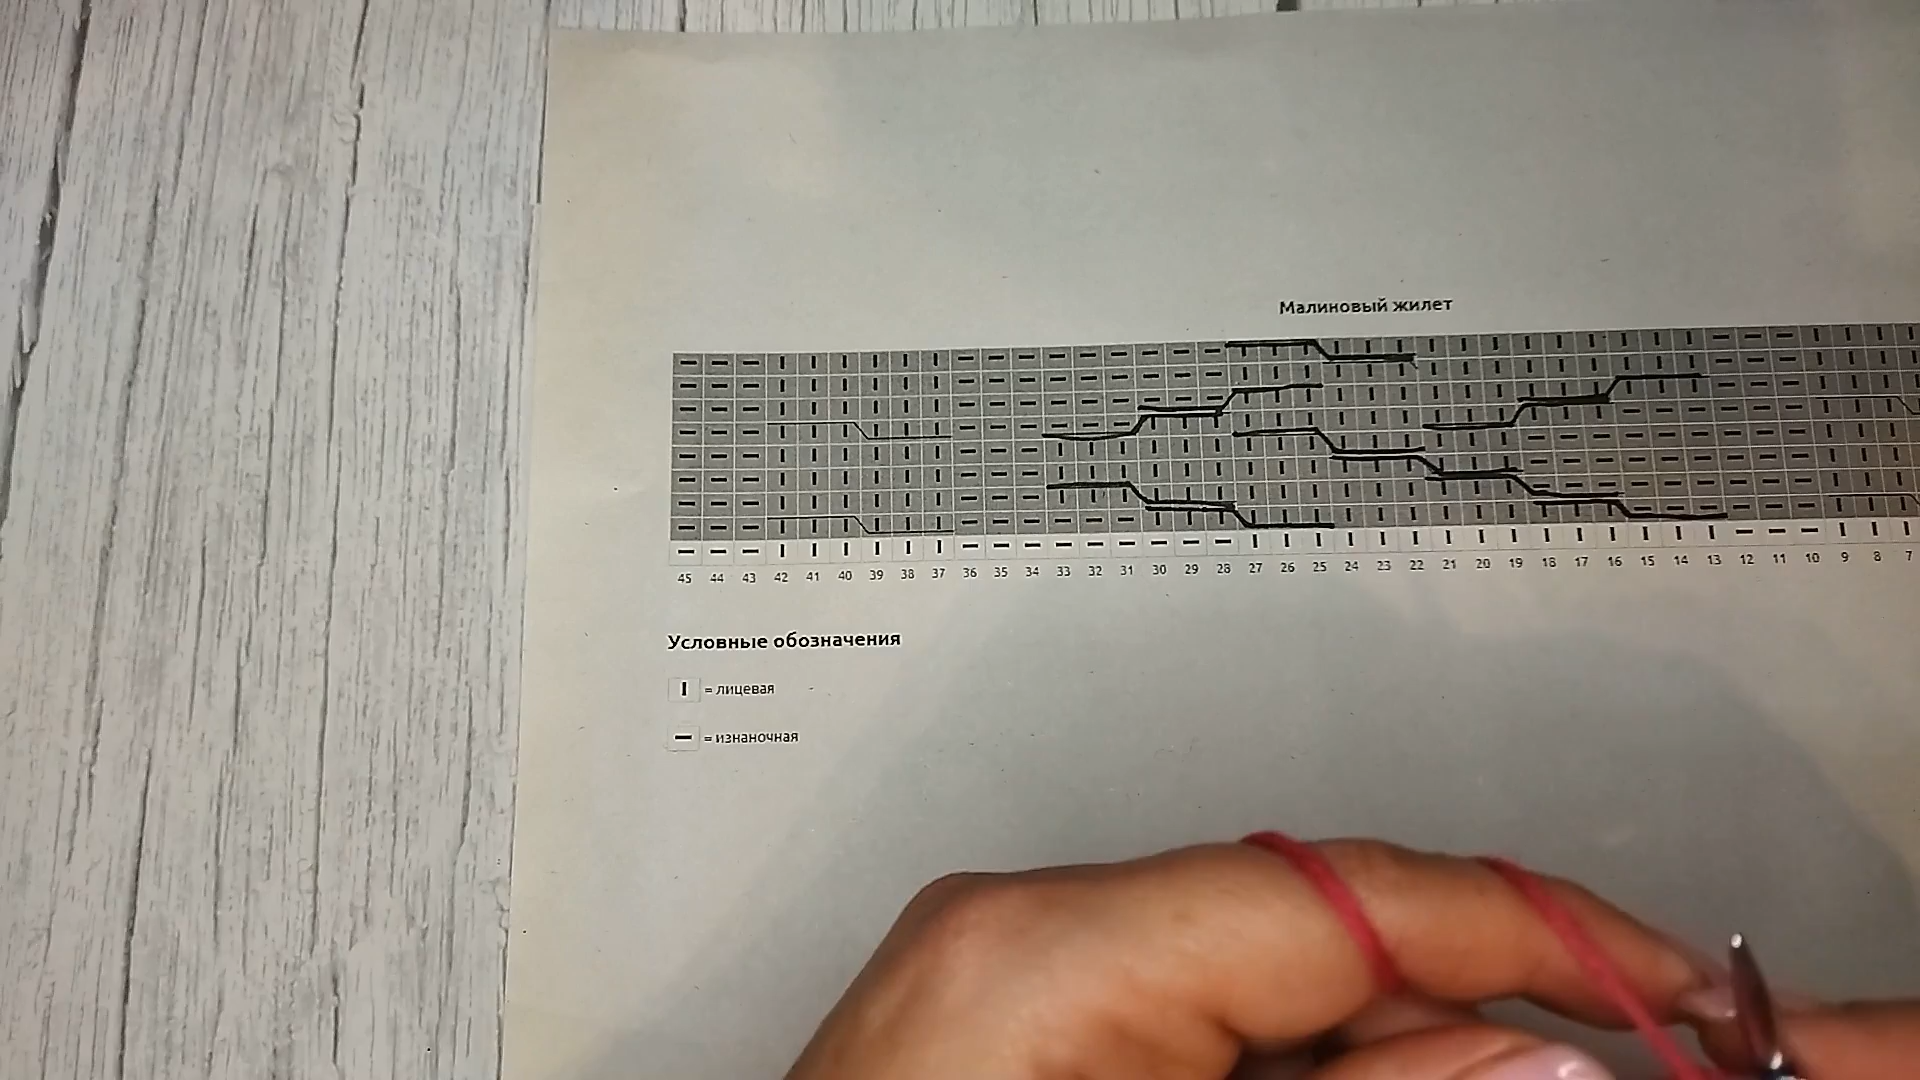 Малиновый жилет
45 44 43 42 41 40 39 38 37 36 35 34 33 32 31 30 29 28 27 26 25 24 23 22 21 20 19 18 17 16 15 14 13 12 11 10 9 8 7
Условные обозначения
I = лицевая
— = изнаночная